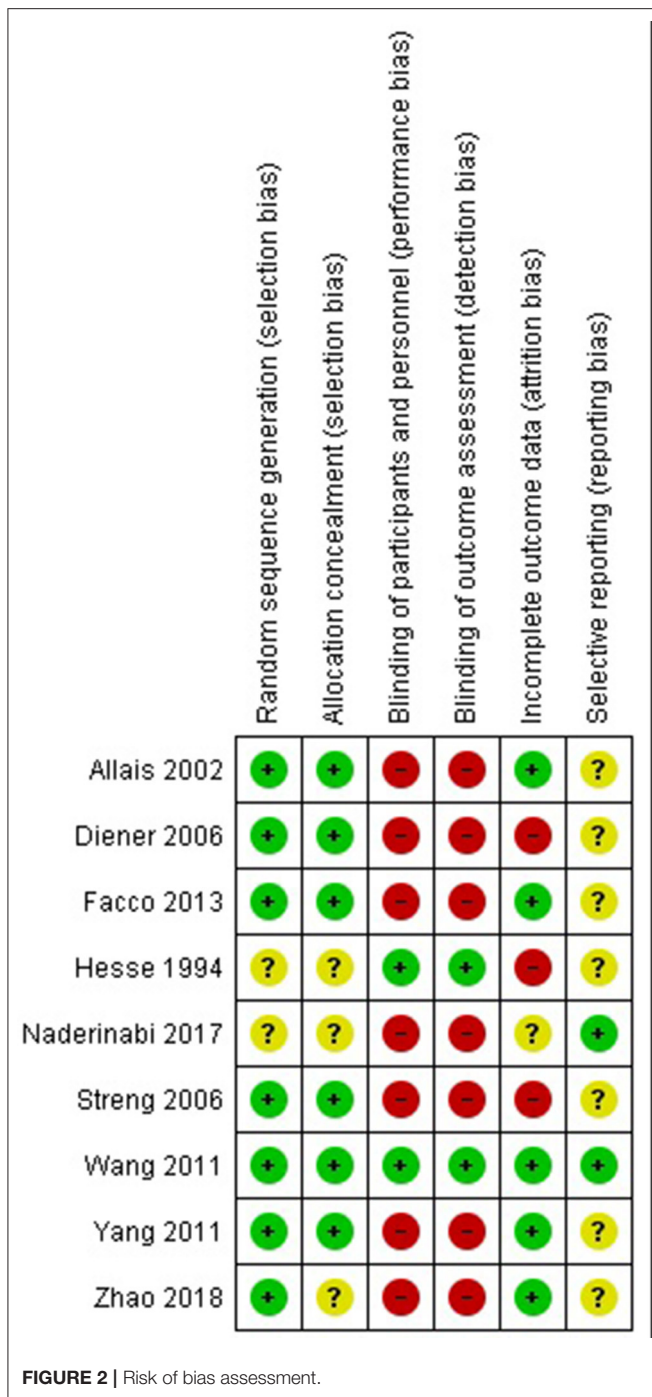 Random sequence generation (selection bias)
Allocation concealment (selection bias)
Blinding of participants and personnel (performance bias)
Blinding of outcome assessment (detection bias)
Incomplete outcome data (attrition bias)
Selective reporting (reporting bias)
Allais 2002 + + - - + ?
Diener 2006 + + - - - ?
Facco 2013 + + - - + ?
Hesse 1994 ? ? + + - ?
Naderinabi 2017 ? ? - - ? +
Streng 2006 + + - - - ?
Wang 2011 + + + + + +
Yang 2011 + + - - + ?
Zhao 2018 + ? - - + ?
FIGURE 2 | Risk of bias assessment.